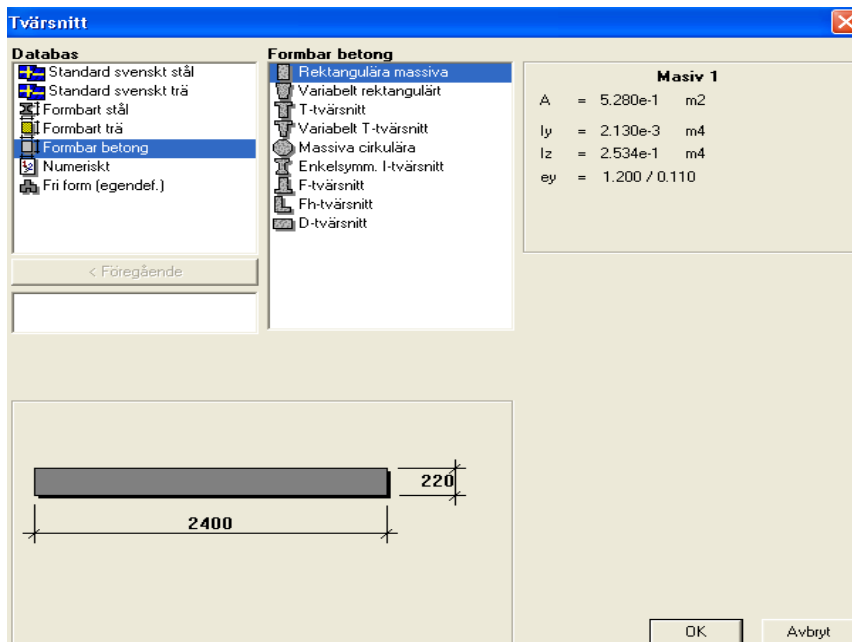 Tvärsnitt
Databas
Standard svenskt stål
Standard svenskt trä
Formbart stål
Formbart trä
Formbar betong
Numeriskt
Fri form (egendef.)
< Föregående
Formbar betong
Rektangulära massiva
Variabelt rektangulärt
T-tvärsnitt
Variabelt T-tvärsnitt
Massiva cirkulära
Enkelsymm. I-tvärsnitt
F-tvärsnitt
Fh-tvärsnitt
D-tvärsnitt
Masiv 1
A = 5.280e-1 m2
Iy = 2.130e-3 m4
Iz = 2.534e-1 m4
ey = 1.200 / 0.110
220
2400
OK
Avbryt